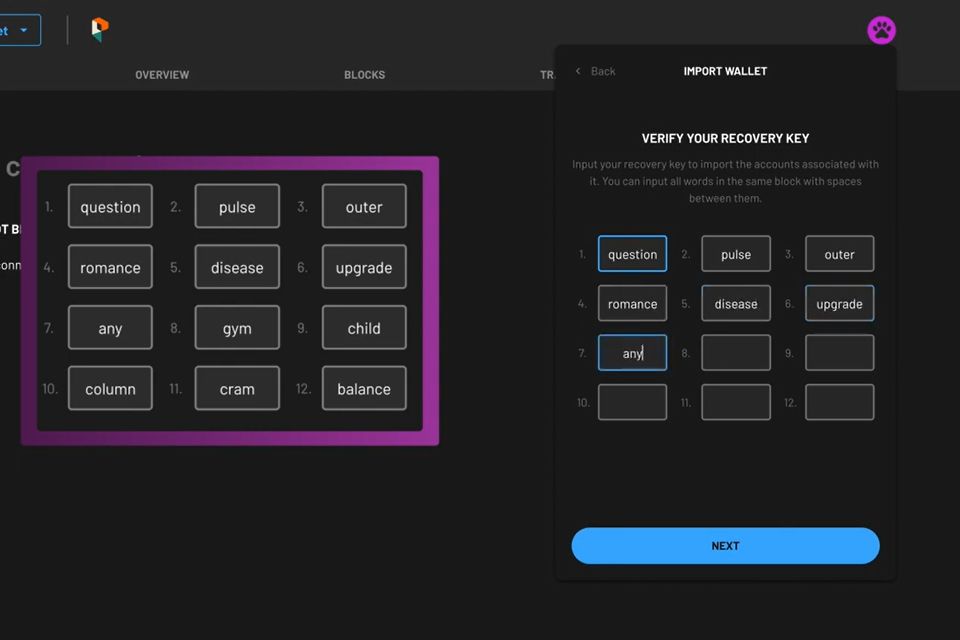 et
OVERVIEW
BLOCKS
TR
Back
IMPORT WALLET
VERIFY YOUR RECOVERY KEY
Input your recovery key to import the accounts associated with
it. You can input all words in the same block with spaces
between them.
C
conn
1. question 2. pulse 3. outer
4. romance 5. disease 6. upgrade
7. any 8. gym 9. child
10. column 11. cram 12. balance
1. question 2. pulse 3. outer
4. romance 5. disease 6. upgrade
7. any 8. 9.
10. 11. 12.
NEXT